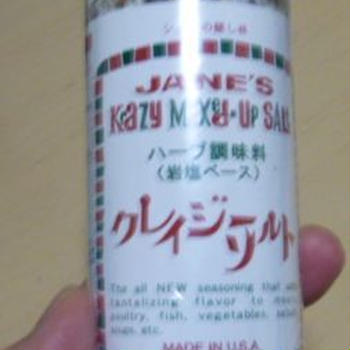 JANE'S
Krazy Mixed-Up SALT
ハーブ調味料
(岩塩ベース)
クレイジーソルト
The all NEW seasoning that
tantalizing flavor to
poultry, fish, vegetables,
etc.
MADE IN U.S.A.